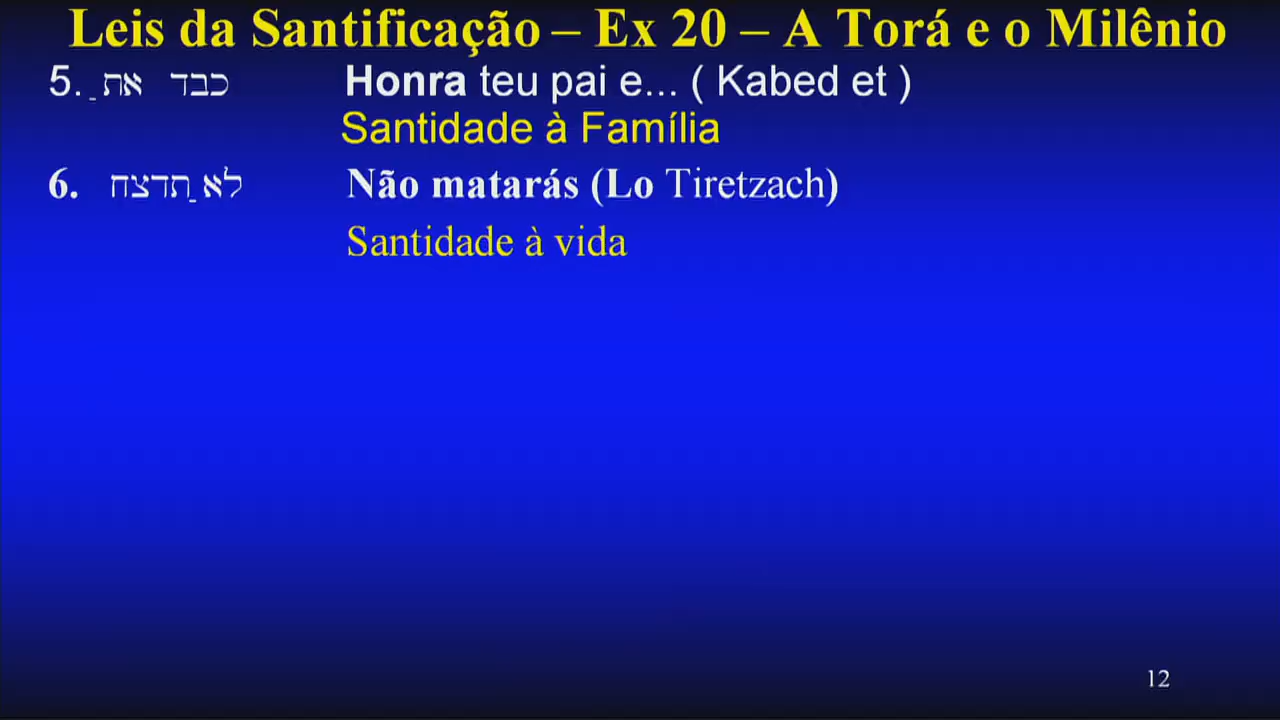 Leis da Santificação – Ex 20 – A Torá e o Milênio
5. כבד את Honra teu pai e... ( Kabed et )
Santidade à Família
6. לא תדצח Não matarás (Lo Tiretzach)
Santidade à vida
12